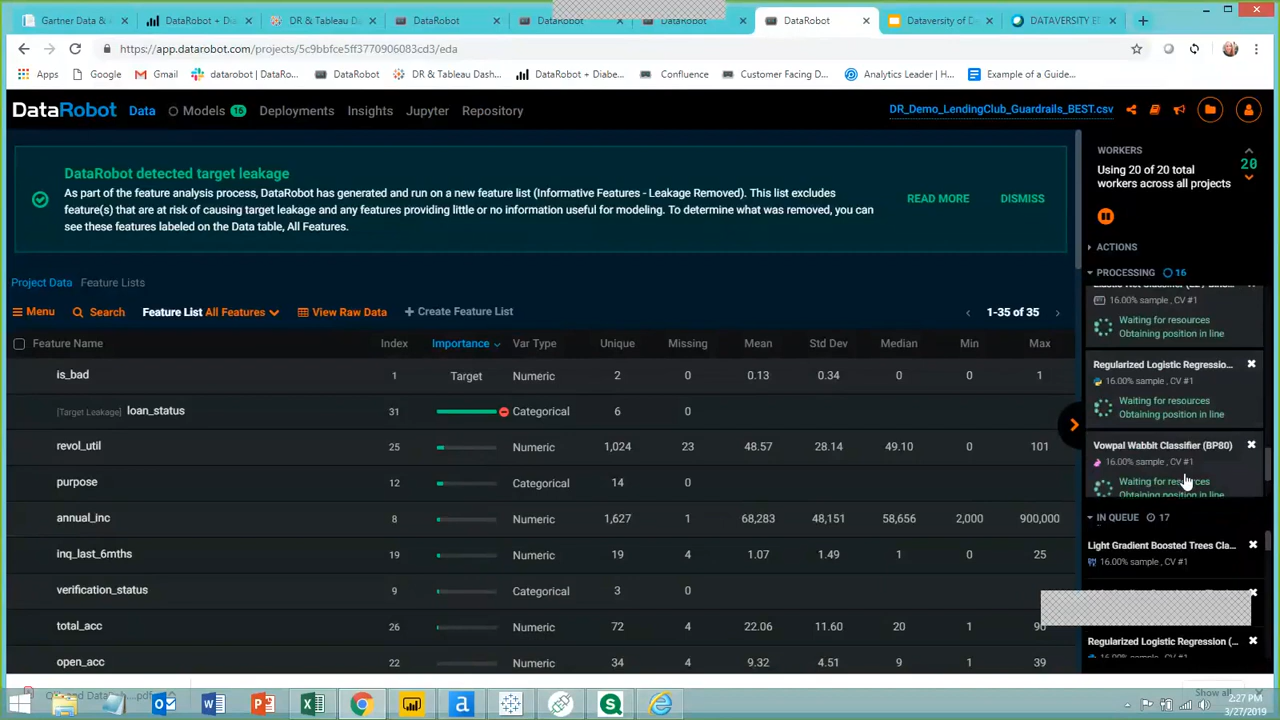 Gartner Data & A
DataRobot + D
DR & Tableau Da
DataRobot
DataRobot
DataRobot
DataRobot
Dataversity of D
DATAVERSITY E
https://app.datarobot.com/projects/5c9bbfce5ff3770906083cd3/eda
Apps
Google
Gmail
datarobot | DataRo...
DataRobot
DR & Tableau Dash...
DataRobot + Diabe...
Confluence
Customer Facing D...
Analytics Leader | H...
Example of a Guide...
DataRobot
Data
Models
16
Deployments
Insights
Jupyter
Repository
DR_Demo_LendingClub_Guardrails_BEST.csv
DataRobot detected target leakage
As part of the feature analysis process, DataRobot has generated and run on a new feature list (Informative Features - Leakage Removed). This list excludes
feature(s) that are at risk of causing target leakage and any features providing little or no information useful for modeling. To determine what was removed, you can
see these features labeled on the Data table, All Features.
READ MORE
DISMISS
Project Data
Feature Lists
Menu
Search
Feature List All Features
View Raw Data
Create Feature List
1-35 of 35
Feature Name Index Importance Var Type Unique Missing Mean Std Dev Median Min Max
is_bad 1 Target Numeric 2 0 0.13 0.34 0 0 1
[Target Leakage] loan_status 31 Categorical 6 0
revol_util 25 Numeric 1,024 23 48.57 28.14 49.10 0 101
purpose 12 Categorical 14 0
annual_inc 8 Numeric 1,627 1 68,283 48,151 58,656 2,000 900,000
inq_last_6mths 19 Numeric 19 4 1.07 1.49 1 0 25
verification_status 9 Categorical 3 0
total_acc 26 Numeric 72 4 22.06 11.60 20 1
open_acc 22 Numeric 34 4 9.32 4.51 9 1 39
WORKERS
Using 20 of 20 total
workers across all projects
20
ACTIONS
PROCESSING 16
16.00% sample , CV #1
Waiting for resources
Obtaining position in line
Regularized Logistic Regressio...
16.00% sample , CV #1
Waiting for resources
Obtaining position in line
Vowpal Wabbit Classifier (BP80)
16.00% sample , CV #1
Waiting for resources
Obtaining position in line
IN QUEUE 17
Light Gradient Boosted Trees Cla...
16.00% sample , CV #1
Regularized Logistic Regression (...
16.00% sample , CV #1
Show all
2:27 PM
3/27/2019